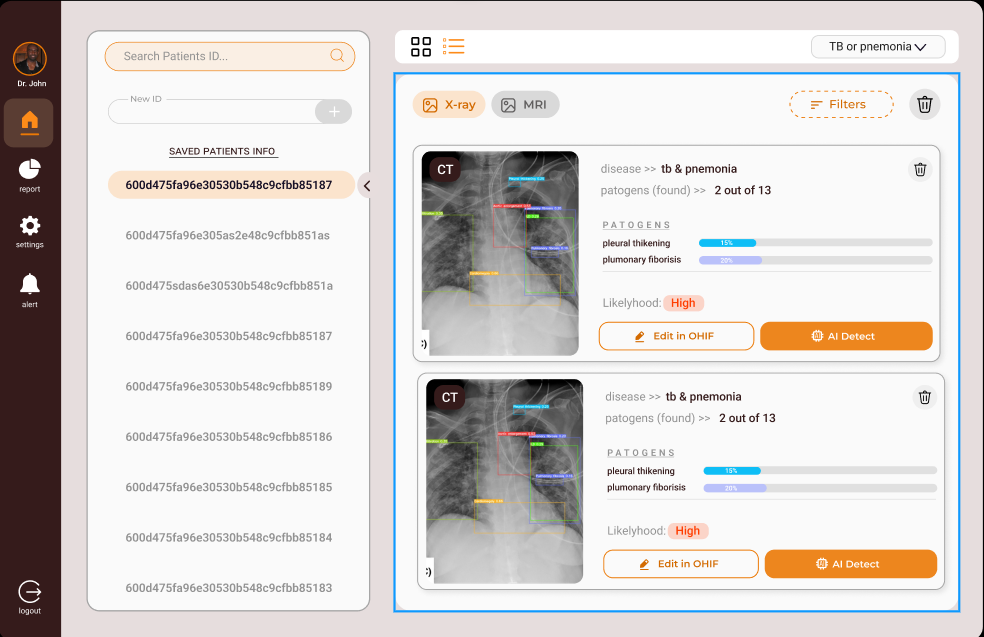 Dr. John
report
settings
alert
logout
Search Patients ID...
New ID
SAVED PATIENTS INFO
600d475fa96e30530b548c9cfbb85187
600d475fa96e305as2e48c9cfbb851as
600d475sdas6e30530b548c9cfbb851a
600d475fa96e30530b548c9cfbb85187
600d475fa96e30530b548c9cfbb85189
600d475fa96e30530b548c9cfbb85186
600d475fa96e30530b548c9cfbb85185
600d475fa96e30530b548c9cfbb85184
600d475fa96e30530b548c9cfbb85183
TB or pnemonia
X-ray MRI Filters
CT
disease >> tb & pnemonia
patogens (found) >> 2 out of 13
PATOGENS
pleural thikening 15%
plumonary fiborisis 20%
Likelyhood: High
Edit in OHIF AI Detect
:)
CT
disease >> tb & pnemonia
patogens (found) >> 2 out of 13
PATOGENS
pleural thikening 15%
plumonary fiborisis 20%
Likelyhood: High
Edit in OHIF AI Detect
:)